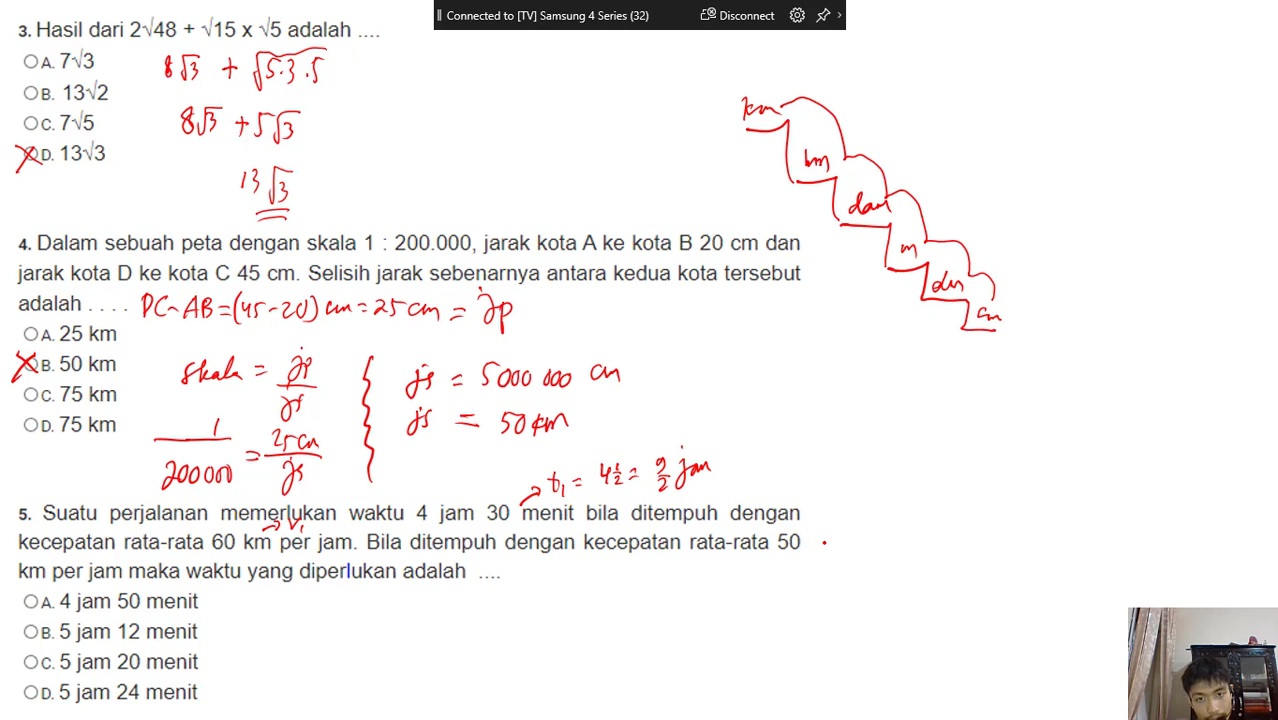 Connected to [TV] Samsung 4 Series (32) Disconnect
3. Hasil dari 2√48 + √15 x √5 adalah ....
A. 7√3
B. 13√2
C. 7√5
D. 13√3
8√3 + √5.3.5
8√3 + 5√3
13√3
km
hm
dam
m
dm
cm
4. Dalam sebuah peta dengan skala 1 : 200.000, jarak kota A ke kota B 20 cm dan
jarak kota D ke kota C 45 cm. Selisih jarak sebenarnya antara kedua kota tersebut
adalah . . . . DC-AB=(45-20) cm = 25 cm = jp
A. 25 km
B. 50 km
C. 75 km
D. 75 km
skala = jp/js
1/200000 = 25 cm/js
js = 5000 000 cm
js = 50 km
t₁ = 4 1/2 = 9/2 jam
5. Suatu perjalanan memerlukan waktu 4 jam 30 menit bila ditempuh dengan
→ V₁
kecepatan rata-rata 60 km per jam. Bila ditempuh dengan kecepatan rata-rata 50
km per jam maka waktu yang diperlukan adalah ....
A. 4 jam 50 menit
B. 5 jam 12 menit
C. 5 jam 20 menit
D. 5 jam 24 menit